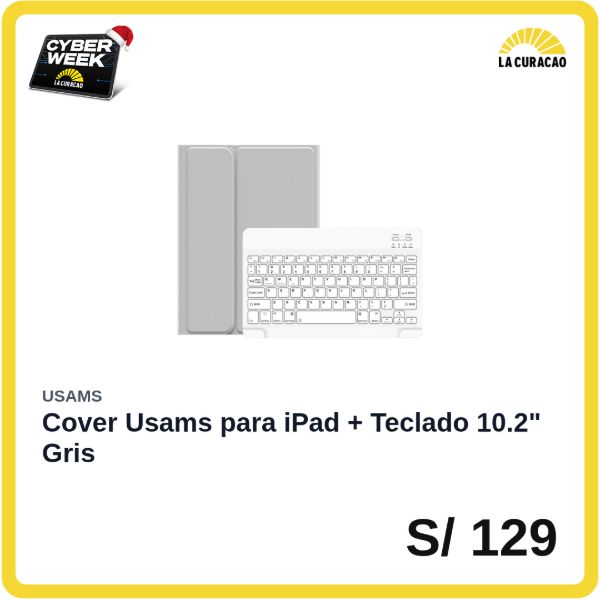 CYBER
WEEK
LA CURACAO
LA CURACAO
USAMS
Cover Usams para iPad + Teclado 10.2"
Gris
S/ 129